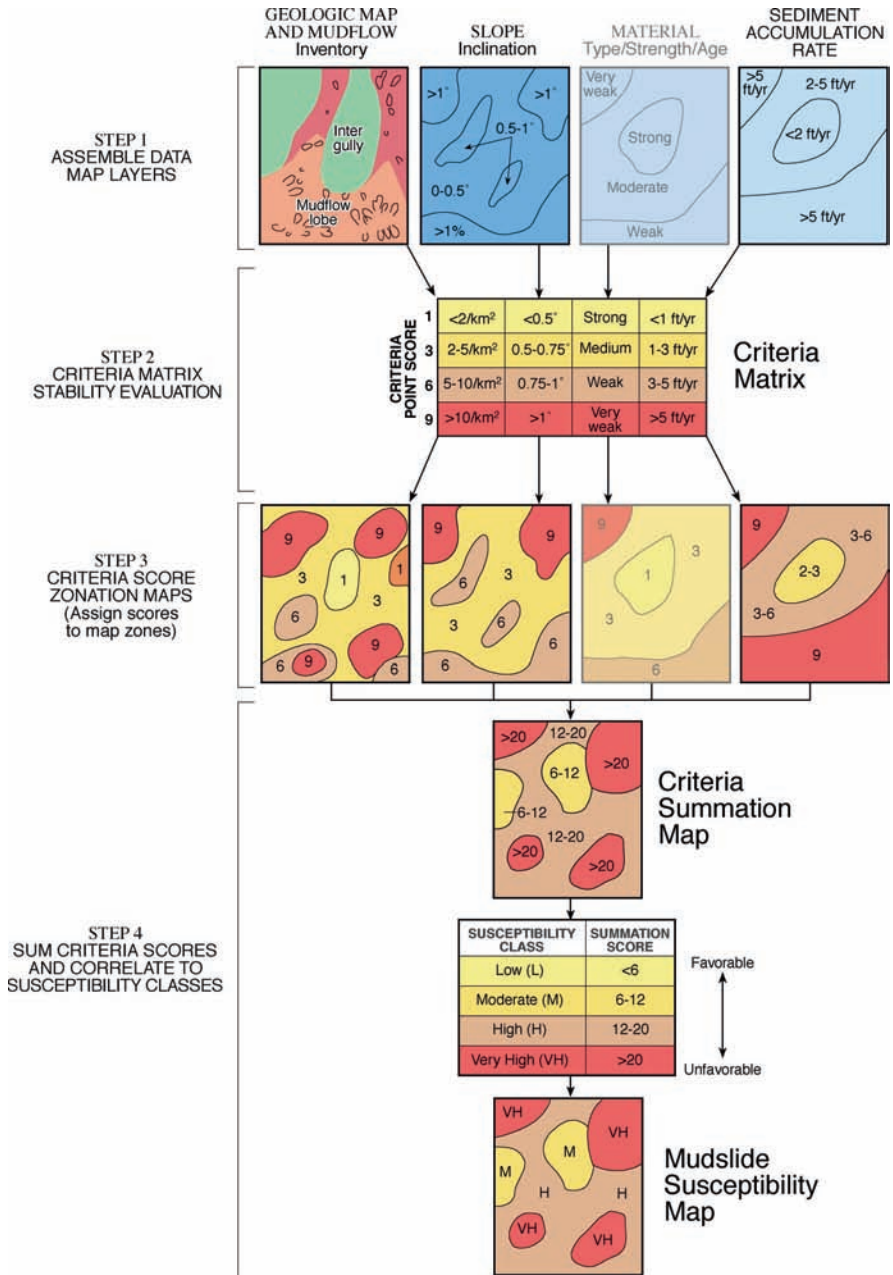 GEOLOGIC MAP
AND MUDFLOW
Inventory
SLOPE
Inclination
MATERIAL
Type/Strength/Age
SEDIMENT
ACCUMULATION
RATE
STEP 1
ASSEMBLE DATA
MAP LAYERS
Inter
gully
Mudflow
lobe
>1°
>1°
0.5-1°
0-0.5°
>1%
Very
weak
Strong
Moderate
Weak
>5
ft/yr
2-5 ft/yr
<2 ft/yr
>5 ft/yr
STEP 2
CRITERIA MATRIX
STABILITY EVALUATION
CRITERIA
POINT SCORE
1 <2/km² <0.5° Strong <1 ft/yr
3 2-5/km² 0.5-0.75° Medium 1-3 ft/yr
6 5-10/km² 0.75-1° Weak 3-5 ft/yr
9 >10/km² >1° Very weak >5 ft/yr
Criteria
Matrix
STEP 3
CRITERIA SCORE
ZONATION MAPS
(Assign scores
to map zones)
9
9
1
3
1
3
6
9
6
9
6
9
9
6
3
3
6
6
6
9
3
1
3
6
9
3-6
2-3
3-6
9
STEP 4
SUM CRITERIA SCORES
AND CORRELATE TO
SUSCEPTIBILITY CLASSES
>20
12-20
>20
6-12
6-12
12-20
>20
>20
Criteria
Summation
Map
SUSCEPTIBILITY CLASS SUMMATION SCORE
Low (L) <6
Moderate (M) 6-12
High (H) 12-20
Very High (VH) >20
Favorable
Unfavorable
VH
VH
M
M
H
H
VH
VH
Mudslide
Susceptibility
Map